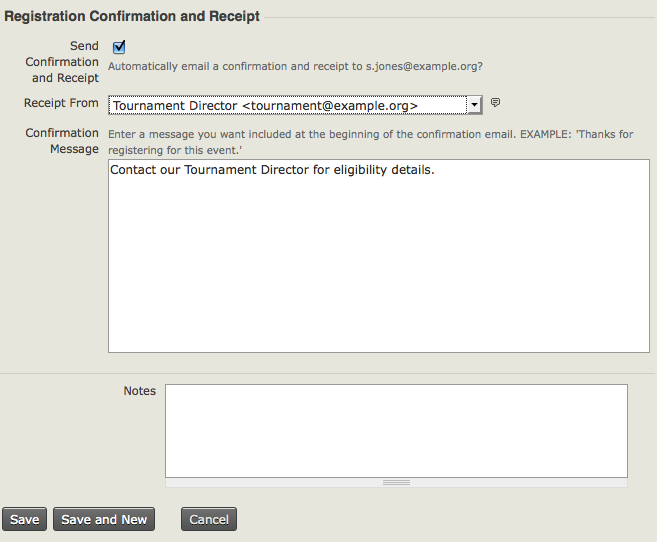 Registration Confirmation and Receipt
Send
Confirmation
and Receipt
Automatically email a confirmation and receipt to s.jones@example.org?
Receipt From
Tournament Director <tournament@example.org>
Confirmation
Message
Enter a message you want included at the beginning of the confirmation email. EXAMPLE: 'Thanks for
registering for this event.'
Contact our Tournament Director for eligibility details.
Notes
Save
Save and New
Cancel